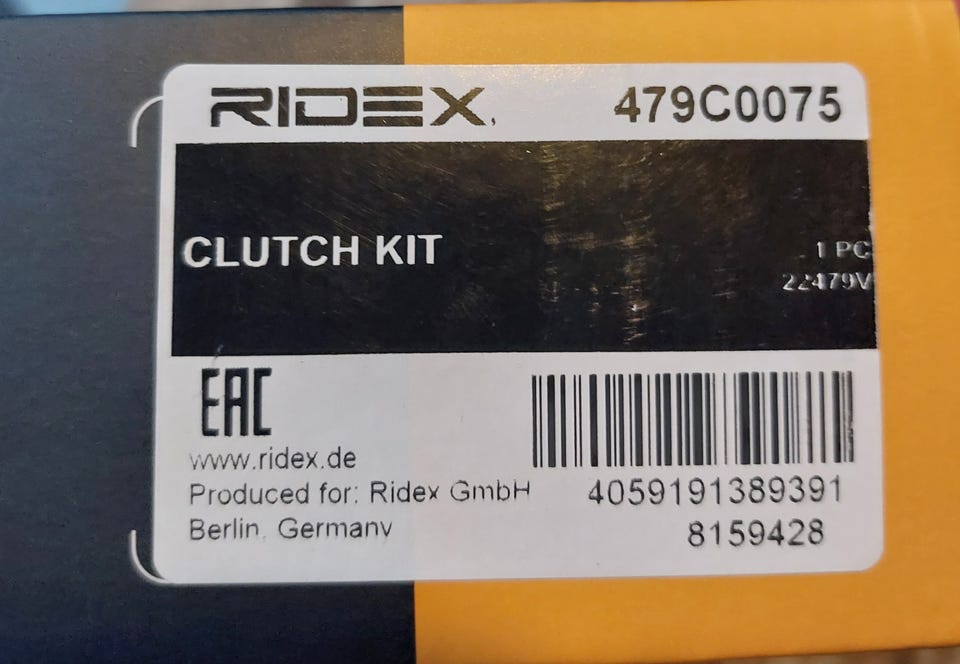 RIDEX 479C0075
CLUTCH KIT
1 PC
22479V
EAC
www.ridex.de
Produced for: Ridex GmbH
Berlin, Germany
4059191389391
8159428